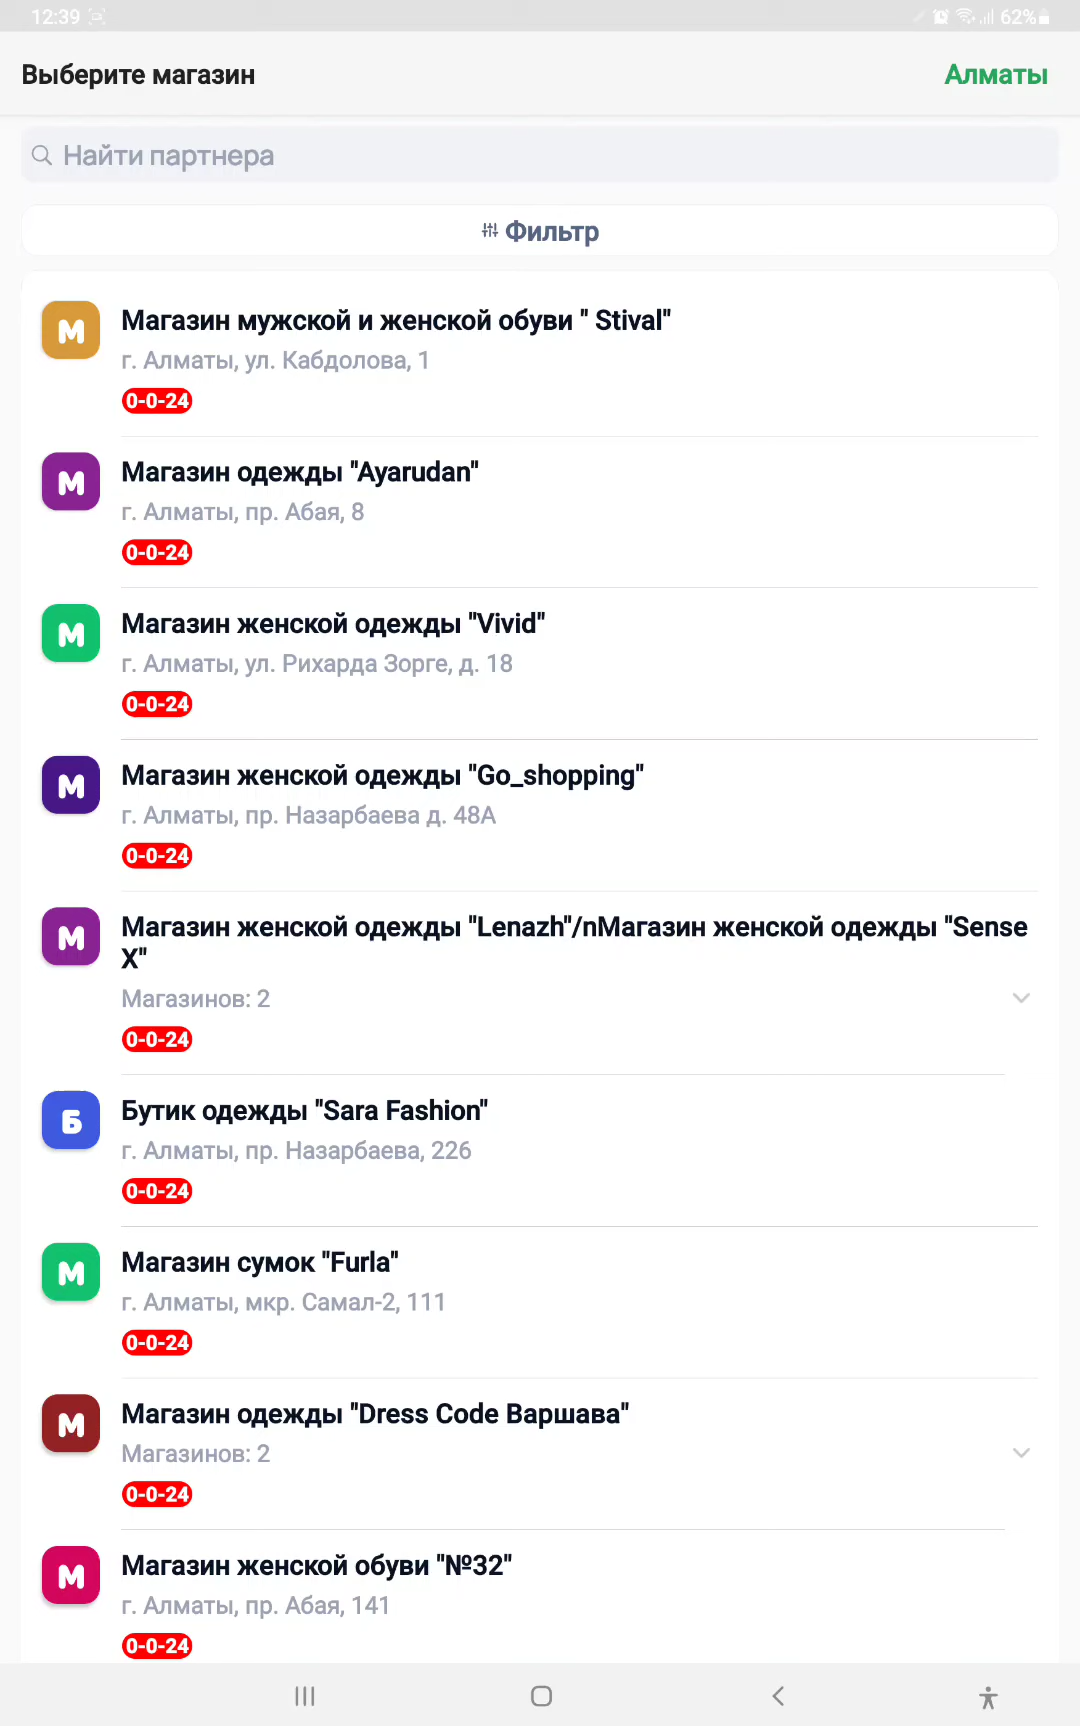 12:39
62%
Выберите магазин
Алматы
Найти партнера
Фильтр
М
Магазин мужской и женской обуви " Stival"
г. Алматы, ул. Кабдолова, 1
0-0-24
М
Магазин одежды "Ayarudan"
г. Алматы, пр. Абая, 8
0-0-24
М
Магазин женской одежды "Vivid"
г. Алматы, ул. Рихарда Зорге, д. 18
0-0-24
М
Магазин женской одежды "Go_shopping"
г. Алматы, пр. Назарбаева д. 48А
0-0-24
М
Магазин женской одежды "Lenazh"/nМагазин женской одежды "Sense
X"
Магазинов: 2
0-0-24
Б
Бутик одежды "Sara Fashion"
г. Алматы, пр. Назарбаева, 226
0-0-24
М
Магазин сумок "Furla"
г. Алматы, мкр. Самал-2, 111
0-0-24
М
Магазин одежды "Dress Code Варшава"
Магазинов: 2
0-0-24
М
Магазин женской обуви "№32"
г. Алматы, пр. Абая, 141
0-0-24